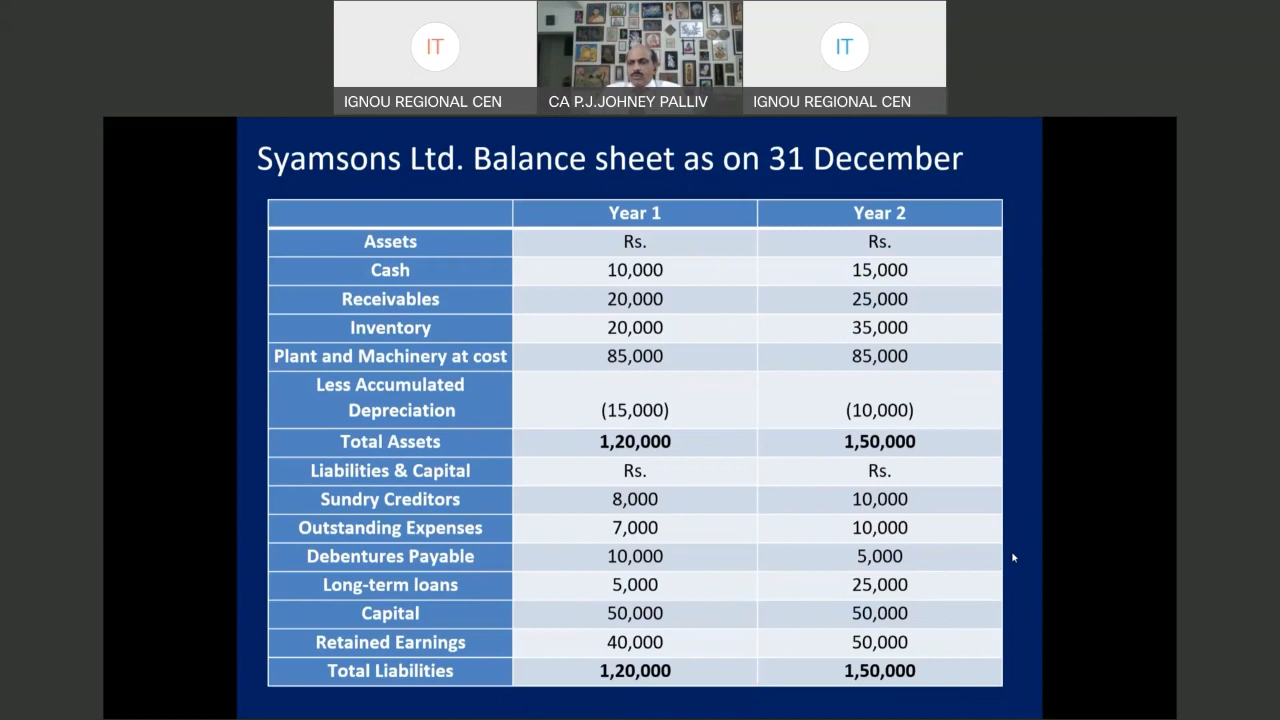 IT
IT
IGNOU REGIONAL CEN
CA P.J.JOHNEY PALLIV
IGNOU REGIONAL CEN
Syamsons Ltd. Balance sheet as on 31 December
Year 1 Year 2
Assets Rs. Rs.
Cash 10,000 15,000
Receivables 20,000 25,000
Inventory 20,000 35,000
Plant and Machinery at cost 85,000 85,000
Less Accumulated
Depreciation (15,000) (10,000)
Total Assets 1,20,000 1,50,000
Liabilities & Capital Rs. Rs.
Sundry Creditors 8,000 10,000
Outstanding Expenses 7,000 10,000
Debentures Payable 10,000 5,000
Long-term loans 5,000 25,000
Capital 50,000 50,000
Retained Earnings 40,000 50,000
Total Liabilities 1,20,000 1,50,000